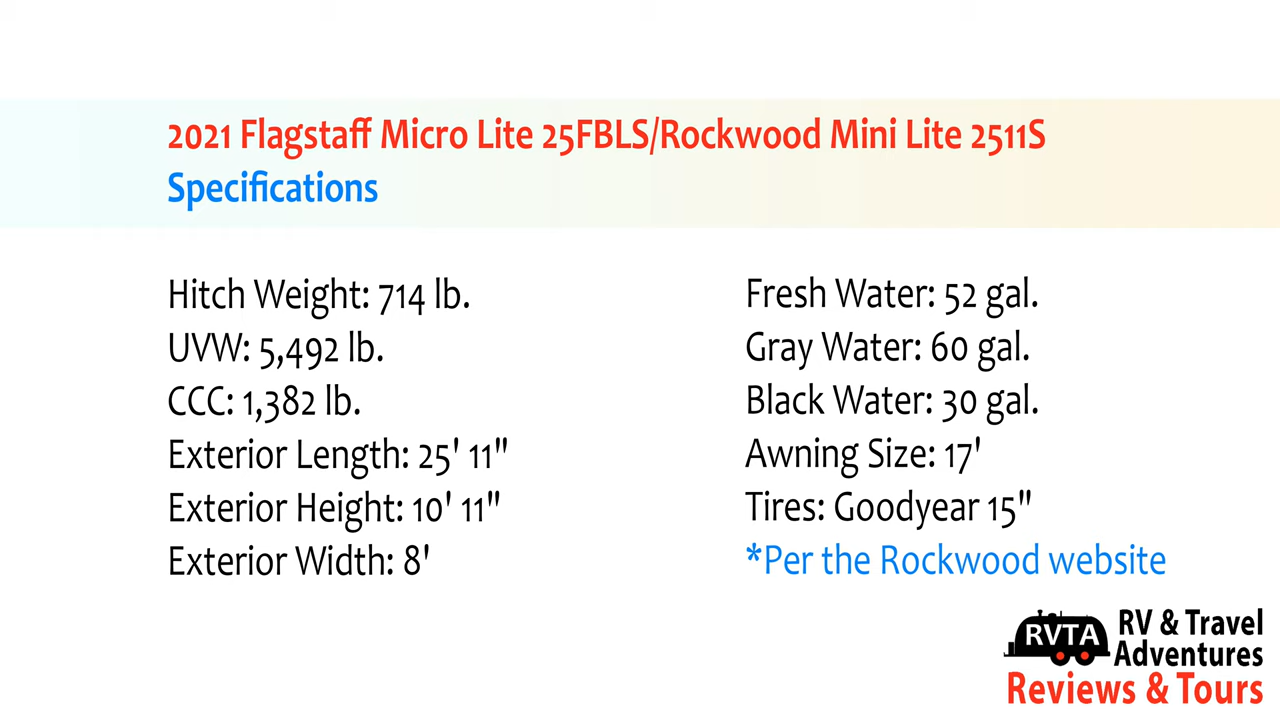 2021 Flagstaff Micro Lite 25FBLS/Rockwood Mini Lite 2511S
Specifications
Hitch Weight: 714 lb.
UVW: 5,492 lb.
CCC: 1,382 lb.
Exterior Length: 25' 11"
Exterior Height: 10' 11"
Exterior Width: 8'
Fresh Water: 52 gal.
Gray Water: 60 gal.
Black Water: 30 gal.
Awning Size: 17'
Tires: Goodyear 15"
*Per the Rockwood website
RVTA
RV & Travel
Adventures
Reviews & Tours